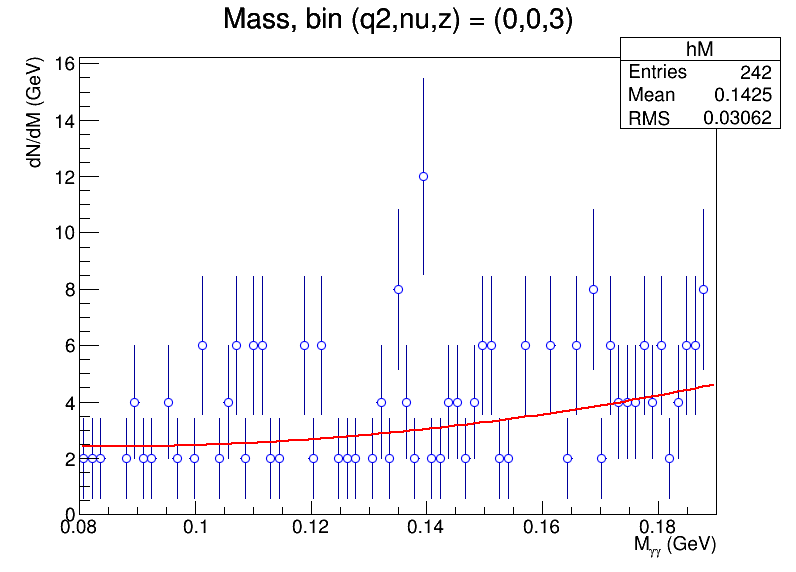 Mass, bin (q2,nu,z) = (0,0,3)
hM
Entries 242
Mean 0.1425
RMS 0.03062
dN/dM (GeV)
16
14
12
10
8
6
4
2
0
0.08 0.1 0.12 0.14 0.16 0.18
Mγγ (GeV)